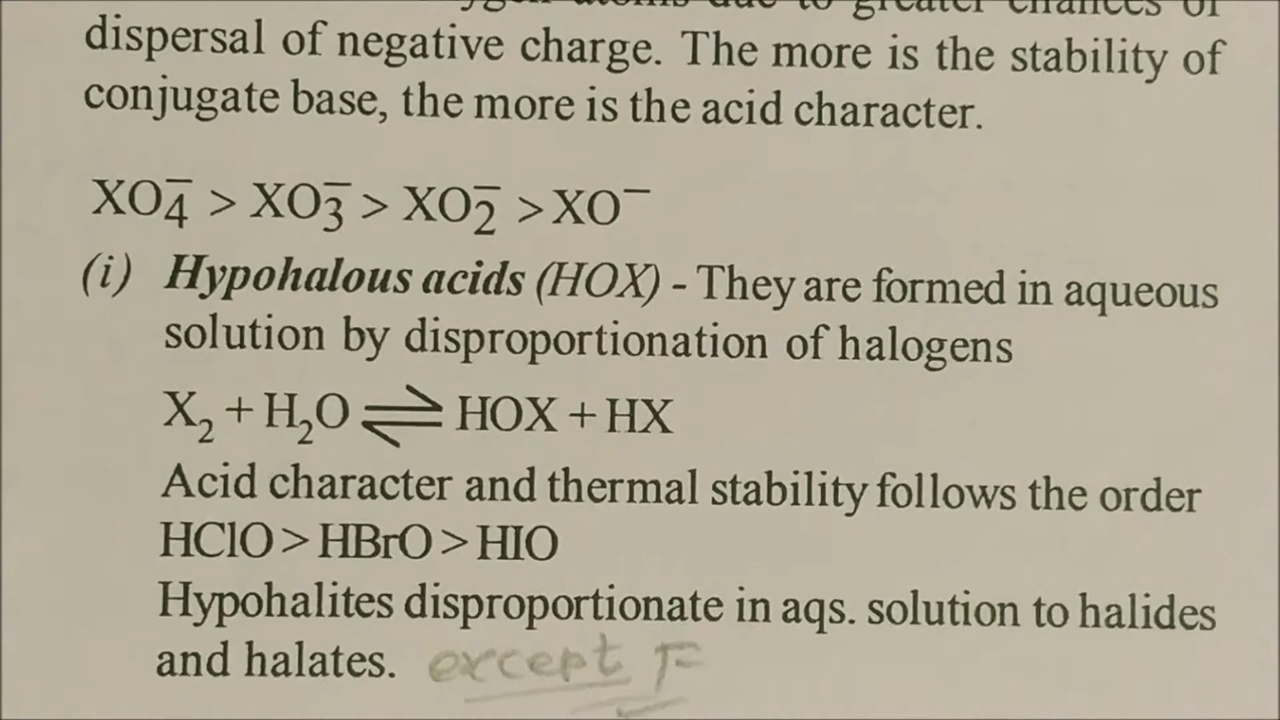 dispersal of negative charge. The more is the stability of
conjugate base, the more is the acid character.
XO₄⁻ > XO₃⁻ > XO₂⁻ > XO⁻
(i) Hypohalous acids (HOX) - They are formed in aqueous
solution by disproportionation of halogens
X₂ + H₂O ⇌ HOX + HX
Acid character and thermal stability follows the order
HClO > HBrO > HIO
Hypohalites disproportionate in aqs. solution to halides
and halates. except F